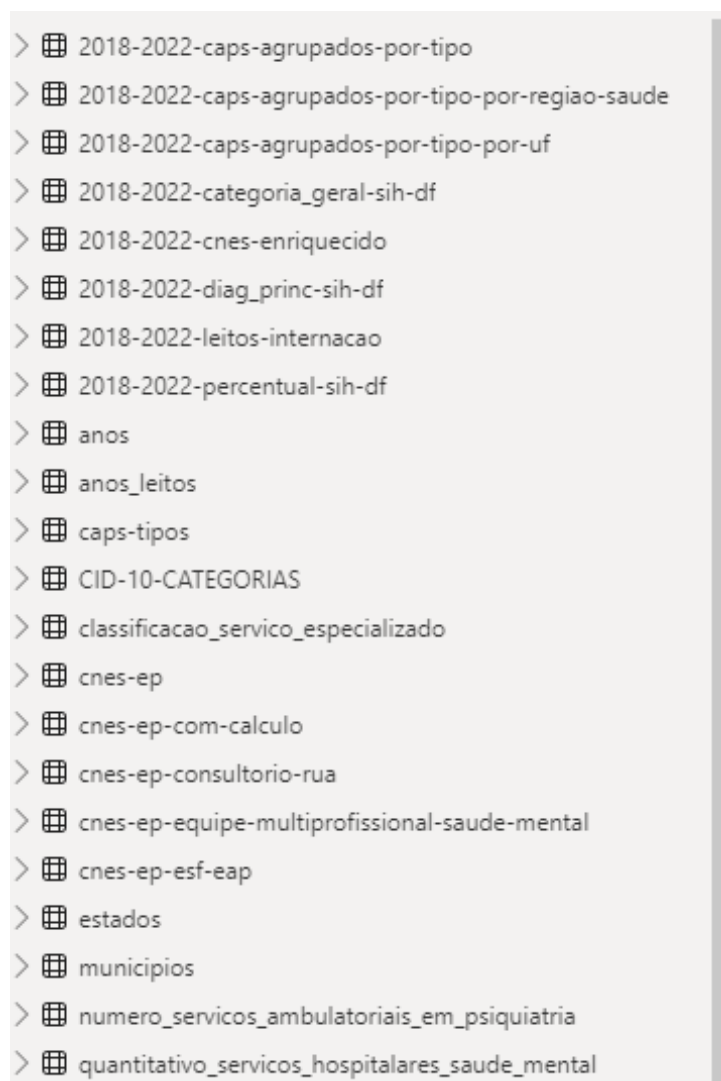 2018-2022-caps-agrupados-por-tipo
2018-2022-caps-agrupados-por-tipo-por-regiao-saude
2018-2022-caps-agrupados-por-tipo-por-uf
2018-2022-categoria_geral-sih-df
2018-2022-cnes-enriquecido
2018-2022-diag_princ-sih-df
2018-2022-leitos-internacao
2018-2022-percentual-sih-df
anos
anos_leitos
caps-tipos
CID-10-CATEGORIAS
classificacao_servico_especializado
cnes-ep
cnes-ep-com-calculo
cnes-ep-consultorio-rua
cnes-ep-equipe-multiprofissional-saude-mental
cnes-ep-esf-eap
estados
municipios
numero_servicos_ambulatoriais_em_psiquiatria
quantitativo_servicos_hospitalares_saude_mental